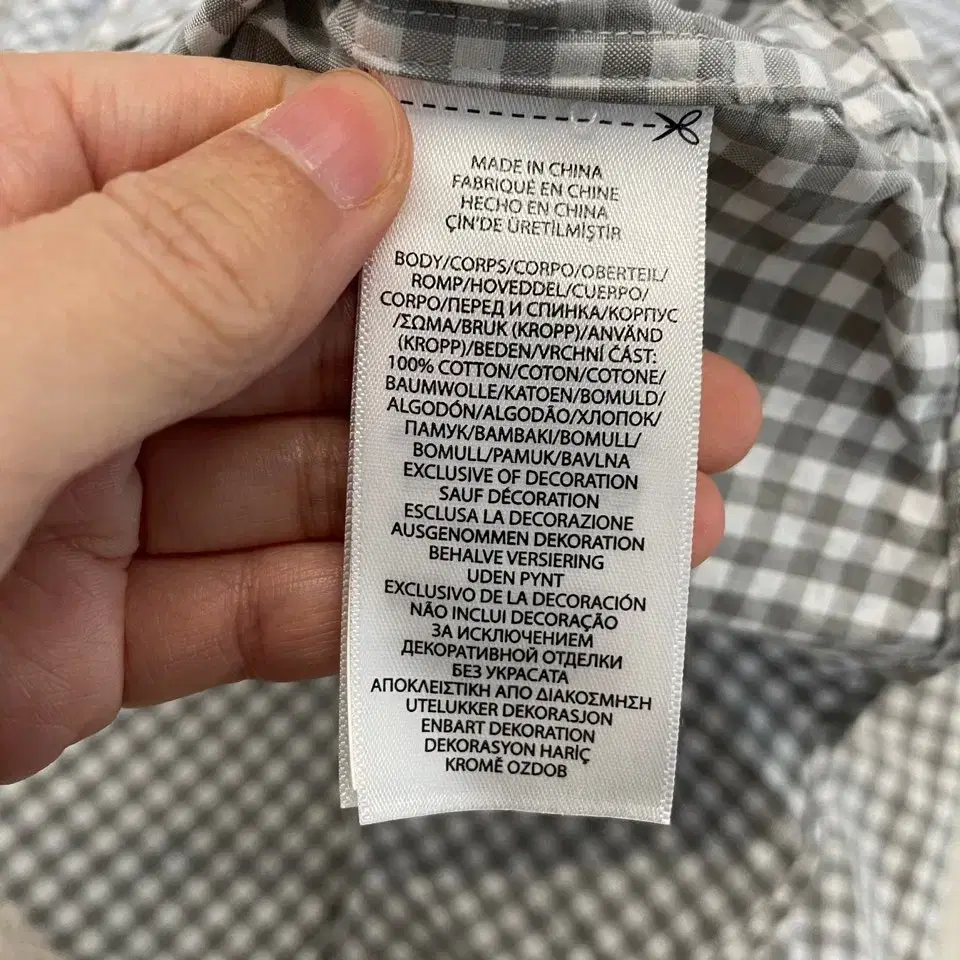 MADE IN CHINA
FABRIQUÉ EN CHINE
HECHO EN CHINA
ÇİN'DE ÜRETİLMİŞTİR
BODY/CORPS/CORPO/OBERTEIL/
ROMP/HOVEDDEL/CUERPO/
CORPO/ПЕРЕД И СПИНКА/КОРПУС
/ΣΩΜΑ/BRUK (KROPP)/ANVÄND
(KROPP)/BEDEN/VRCHNÍ ČÁST:
100% COTTON/COTON/COTONE/
BAUMWOLLE/KATOEN/BOMULD/
ALGODÓN/ALGODÃO/ХЛОПОК/
ПАМУК/ΒΑΜΒΑΚΙ/BOMULL/
BOMULL/PAMUK/BAVLNA
EXCLUSIVE OF DECORATION
SAUF DÉCORATION
ESCLUSA LA DECORAZIONE
AUSGENOMMEN DEKORATION
BEHALVE VERSIERING
UDEN PYNT
EXCLUSIVO DE LA DECORACIÓN
NÃO INCLUI DECORAÇÃO
ЗА ИСКЛЮЧЕНИЕМ
ДЕКОРАТИВНОЙ ОТДЕЛКИ
БЕЗ УКРАСАТА
ΑΠΟΚΛΕΙΣΤΙΚΗ ΑΠΟ ΔΙΑΚΟΣΜΗΣΗ
UTELUKKER DEKORASJON
ENBART DEKORATION
DEKORASYON HARİÇ
KROMĚ OZDOB